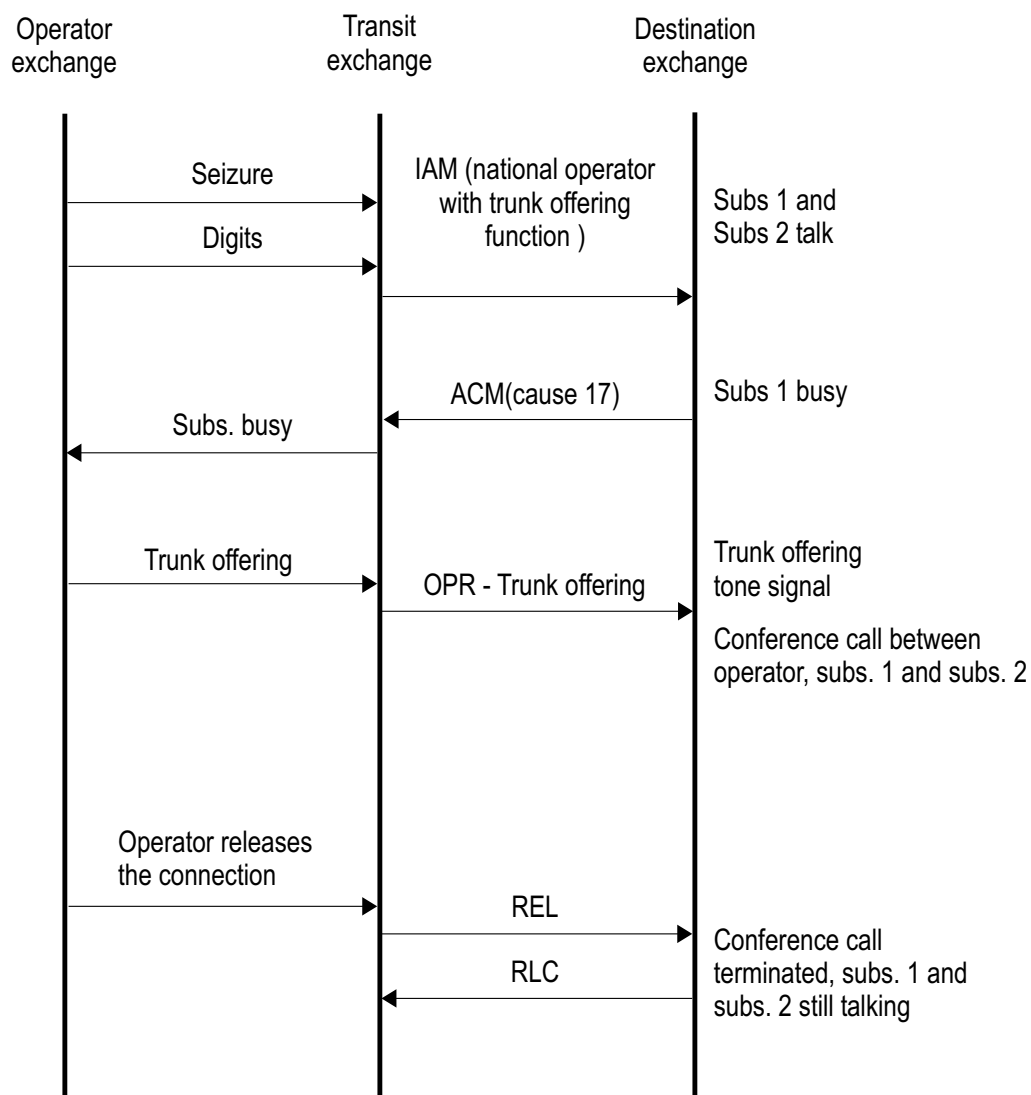 Operator
exchange
Transit
exchange
Destination
exchange
Seizure
IAM (national operator
with trunk offering
function )
Subs 1 and
Subs 2 talk
Digits
ACM(cause 17)
Subs 1 busy
Subs. busy
Trunk offering
OPR - Trunk offering
Trunk offering
tone signal
Conference call between
operator, subs. 1 and subs. 2
Operator releases
the connection
REL
RLC
Conference call
terminated, subs. 1 and
subs. 2 still talking